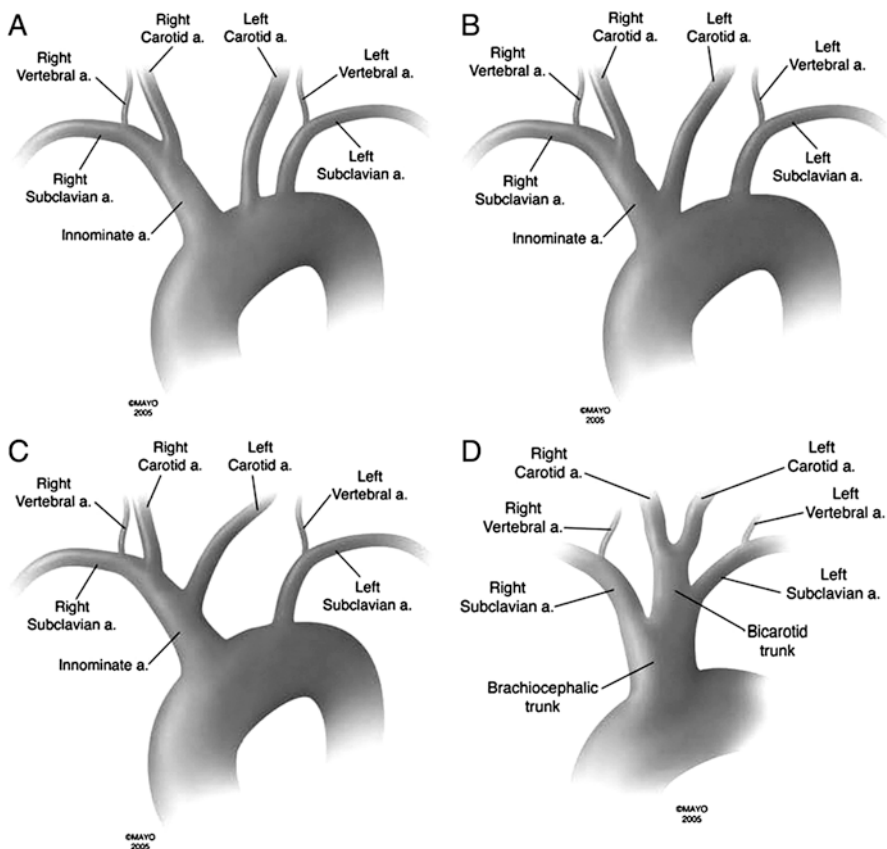 A
Right
Carotid a.
Left
Carotid a.
Right
Vertebral a.
Left
Vertebral a.
Right
Subclavian a.
Left
Subclavian a.
Innominate a.
©MAYO
2005
B
Right
Carotid a.
Left
Carotid a.
Right
Vertebral a.
Left
Vertebral a.
Right
Subclavian a.
Left
Subclavian a.
Innominate a.
©MAYO
2005
C
Right
Carotid a.
Left
Carotid a.
Right
Vertebral a.
Left
Vertebral a.
Right
Subclavian a.
Left
Subclavian a.
Innominate a.
©MAYO
2005
D
Right
Carotid a.
Left
Carotid a.
Right
Vertebral a.
Left
Vertebral a.
Right
Subclavian a.
Left
Subclavian a.
Bicarotid
trunk
Brachiocephalic
trunk
©MAYO
2005